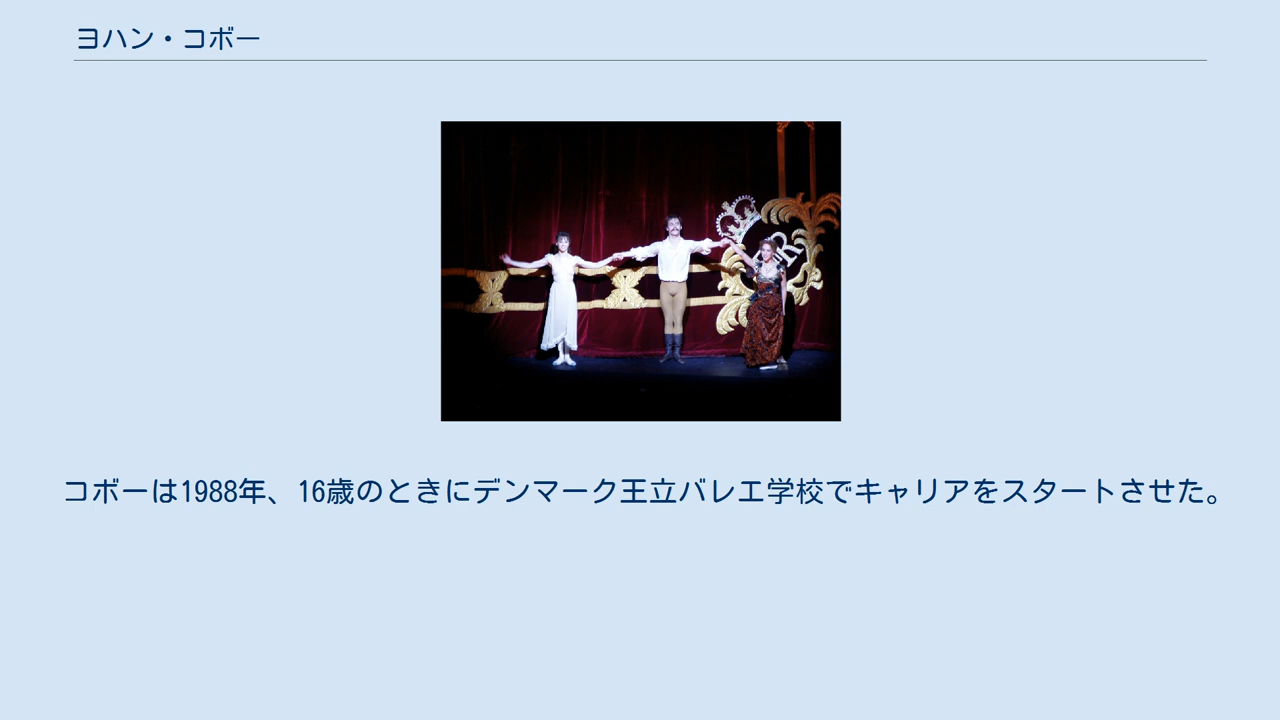 ヨハン・コボー
コボーは1988年、16歳のときにデンマーク王立バレエ学校でキャリアをスタートさせた。